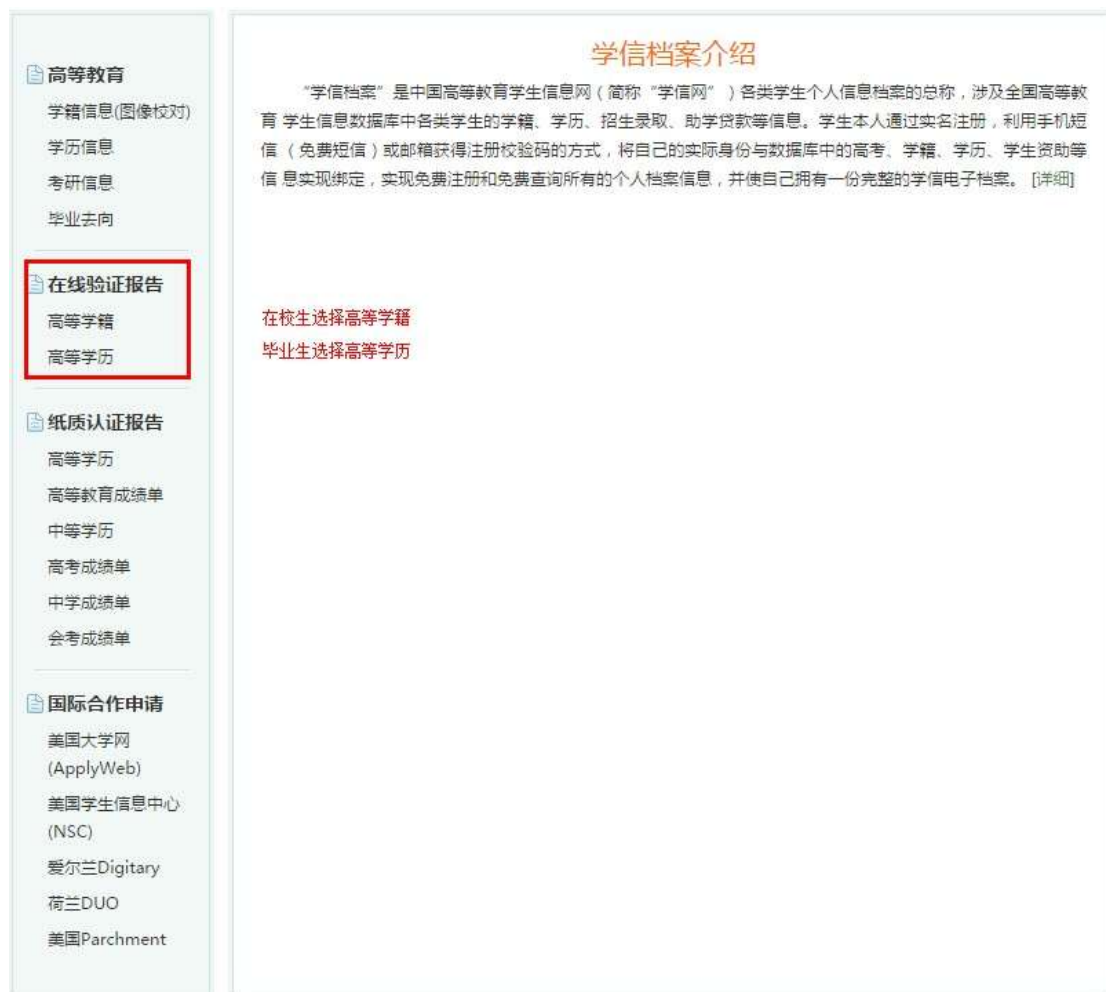 高等教育
学籍信息(图像校对)
学历信息
考研信息
毕业去向
在线验证报告
高等学籍
高等学历
纸质认证报告
高等学历
高等教育成绩单
中等学历
高考成绩单
中学成绩单
会考成绩单
国际合作申请
美国大学网
(ApplyWeb)
美国学生信息中心
(NSC)
爱尔兰Digitary
荷兰DUO
美国Parchment
学信档案介绍
“学信档案”是中国高等教育学生信息网(简称“学信网”)各类学生个人信息档案的总称,涉及全国高等教
育 学生信息数据库中各类学生的学籍、学历、招生录取、助学贷款等信息。学生本人通过实名注册,利用手机短
信 (免费短信)或邮箱获得注册校验码的方式,将自己的实际身份与数据库中的高考、学籍、学历、学生资助等
信 息实现绑定,实现免费注册和免费查询所有的个人档案信息,并使自己拥有一份完整的学信电子档案。 [详细]
在校生选择高等学籍
毕业生选择高等学历